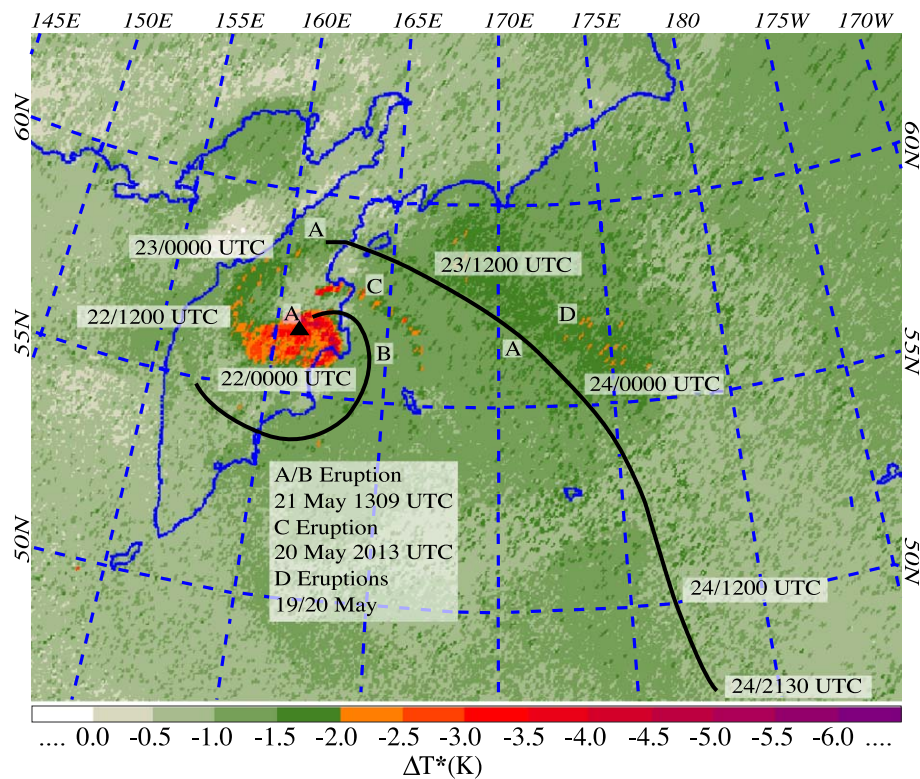 145E 150E 155E 160E 165E 170E 175E 180 175W 170W
60N
60N
A
23/0000 UTC
23/1200 UTC
C
22/1200 UTC
A
D
55N
55N
B
A
22/0000 UTC
24/0000 UTC
A/B Eruption
21 May 1309 UTC
C Eruption
20 May 2013 UTC
D Eruptions
19/20 May
50N
50N
24/1200 UTC
24/2130 UTC
.... 0.0 -0.5 -1.0 -1.5 -2.0 -2.5 -3.0 -3.5 -4.0 -4.5 -5.0 -5.5 -6.0 ....
ΔT*(K)